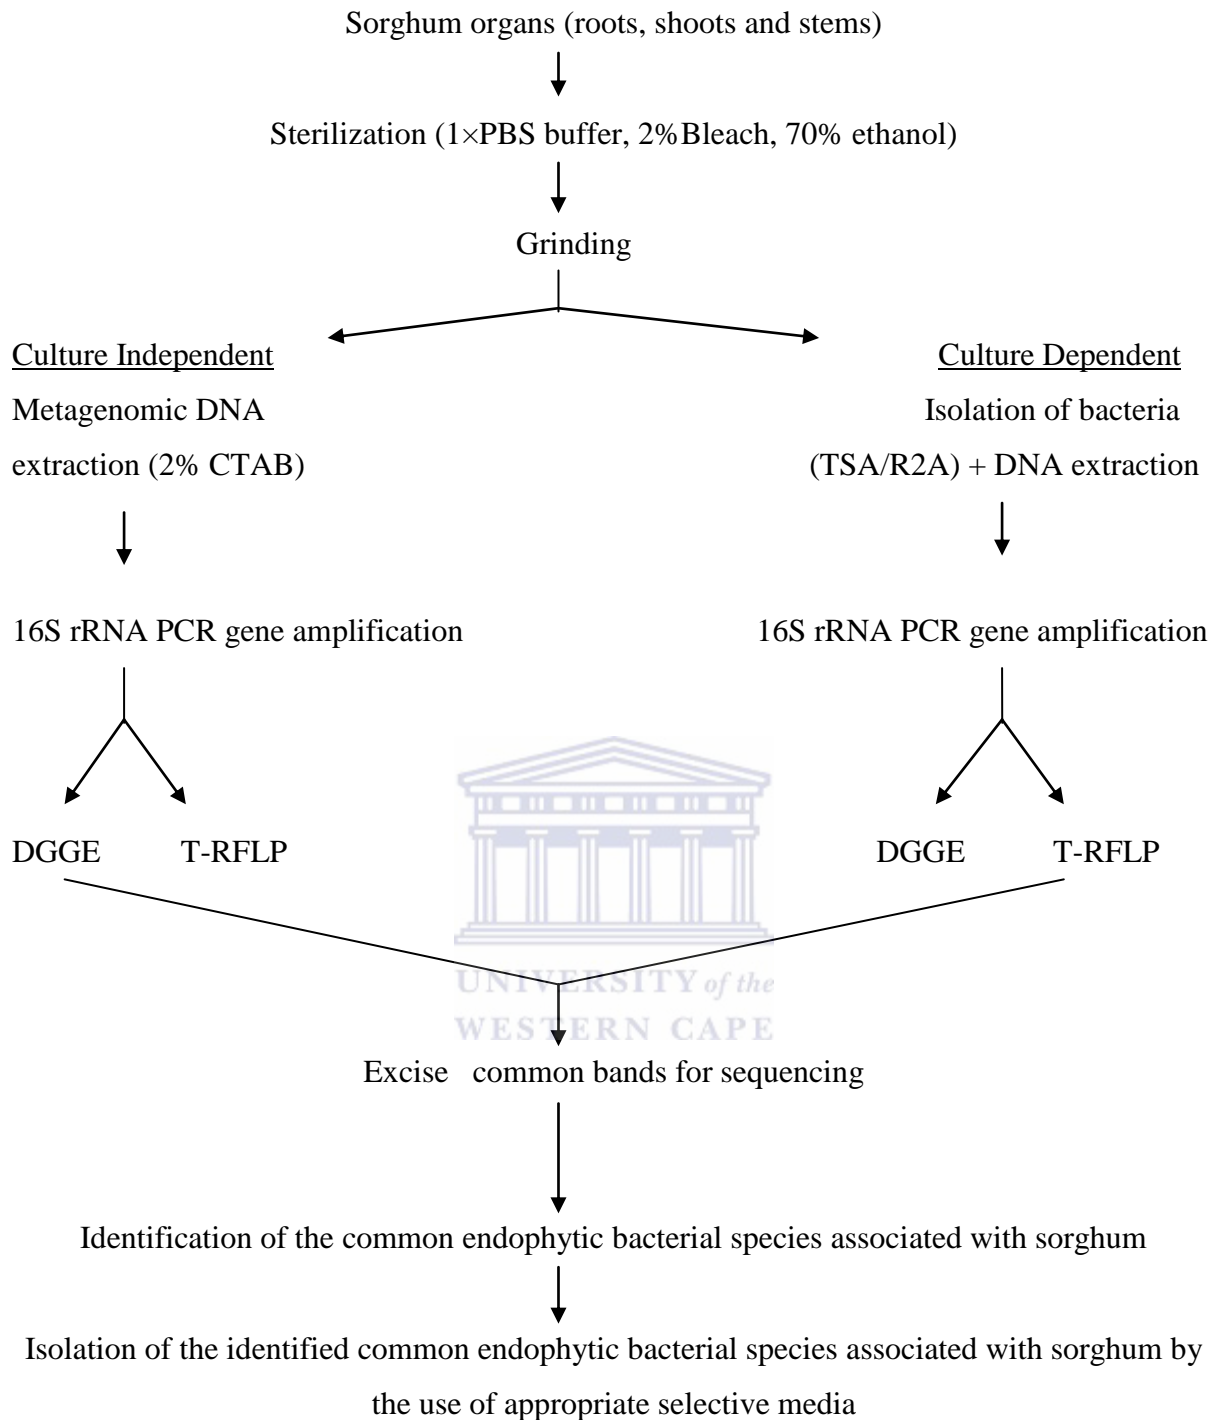 Sorghum organs (roots, shoots and stems)
Sterilization (1×PBS buffer, 2%Bleach, 70% ethanol)
Grinding
Culture Independent
Metagenomic DNA
extraction (2% CTAB)
Culture Dependent
Isolation of bacteria
(TSA/R2A) + DNA extraction
16S rRNA PCR gene amplification
16S rRNA PCR gene amplification
DGGE
T-RFLP
DGGE
T-RFLP
UNIVERSITY of the
WESTERN CAPE
Excise common bands for sequencing
Identification of the common endophytic bacterial species associated with sorghum
Isolation of the identified common endophytic bacterial species associated with sorghum by
the use of appropriate selective media